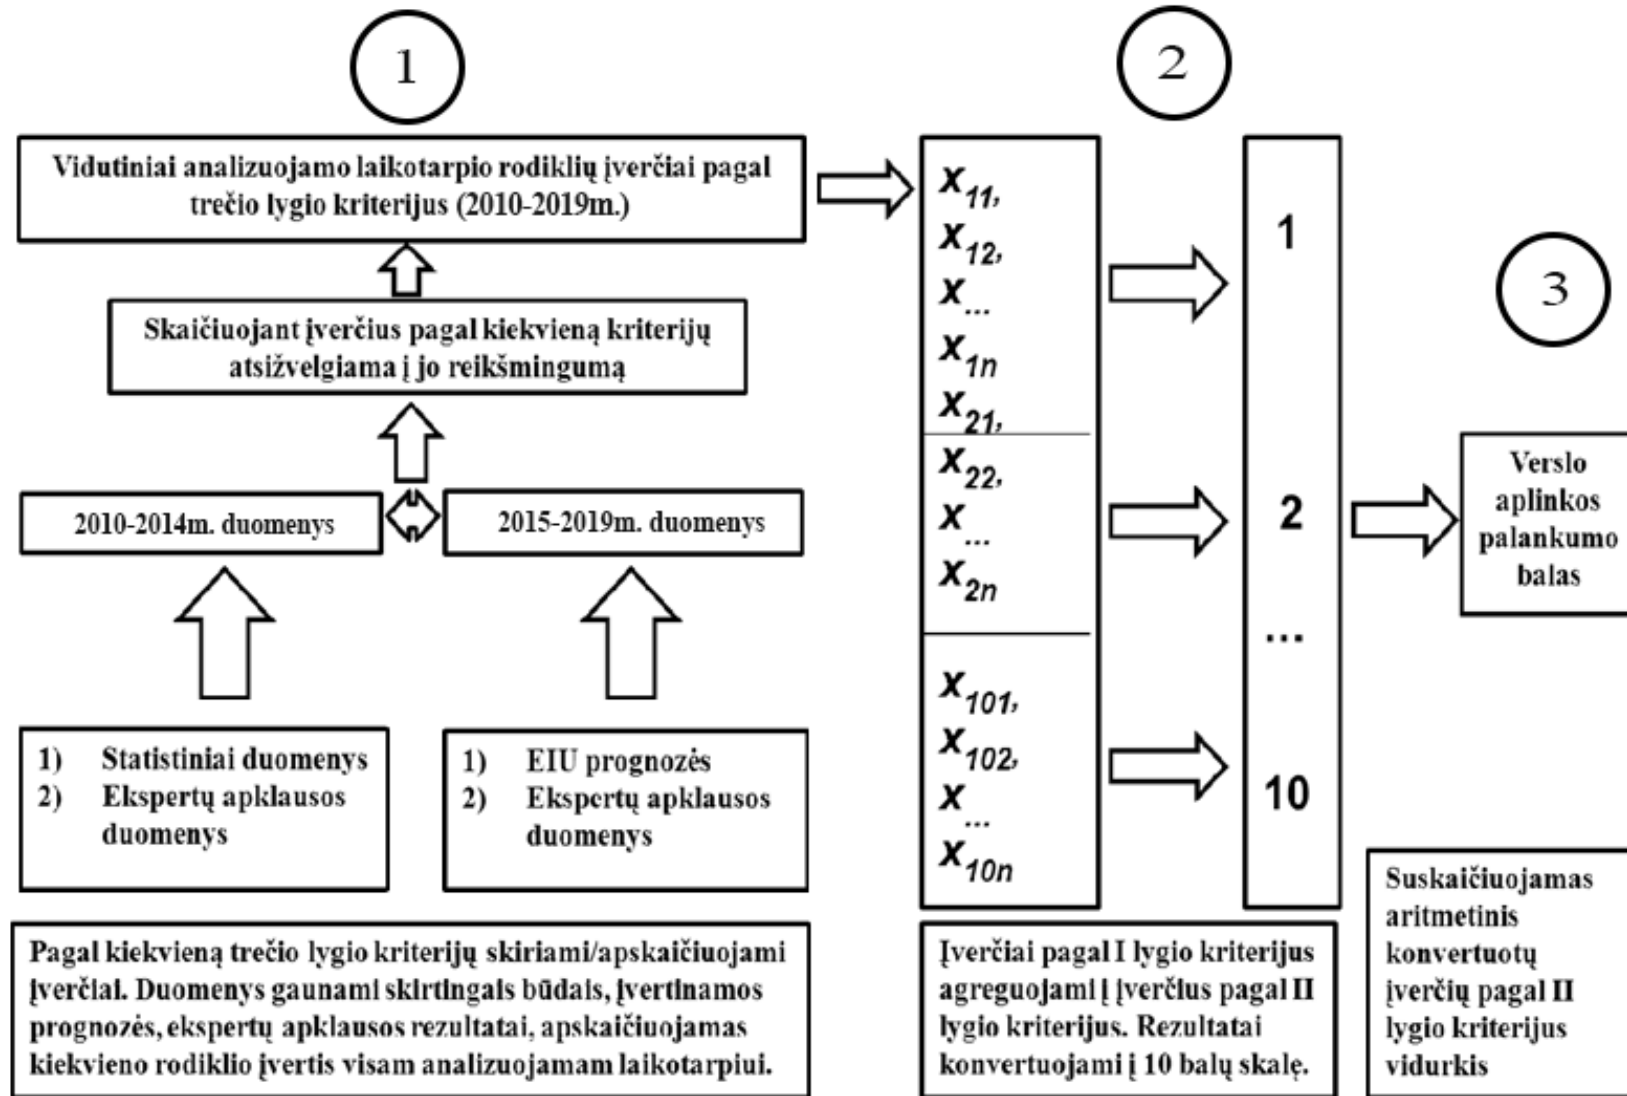 1
Vidutiniai analizuojamo laikotarpio rodiklių įverčiai pagal
trečio lygio kriterijus (2010-2019m.)
Skaičiuojant įverčius pagal kiekvieną kriterijų
atsižvelgiama į jo reikšmingumą
2010-2014m. duomenys
2015-2019m. duomenys
1) Statistiniai duomenys
2) Ekspertų apklausos
duomenys
1) EIU prognozės
2) Ekspertų apklausos
duomenys
Pagal kiekvieną trečio lygio kriterijų skiriami/apskaičiuojami
įverčiai. Duomenys gaunami skirtingais būdais, įvertinamos
prognozės, ekspertų apklausos rezultatai, apskaičiuojamas
kiekvieno rodiklio įvertis visam analizuojamam laikotarpiui.
2
x11,
x12,
x...
x1n
x21,
x22,
x...
x2n
x101,
x102,
x...
x10n
1
2
...
10
Įverčiai pagal I lygio kriterijus
agreguojami į įverčius pagal II
lygio kriterijus. Rezultatai
konvertuojami į 10 balų skalę.
3
Verslo
aplinkos
palankumo
balas
Suskaičiuojamas
aritmetinis
konvertuotų
įverčių pagal II
lygio kriterijus
vidurkis